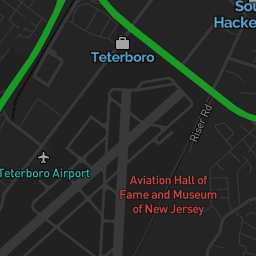 Sou
Hacke
Teterboro
Riser Rd
Teterboro Airport
Aviation Hall of
Fame and Museum
of New Jersey